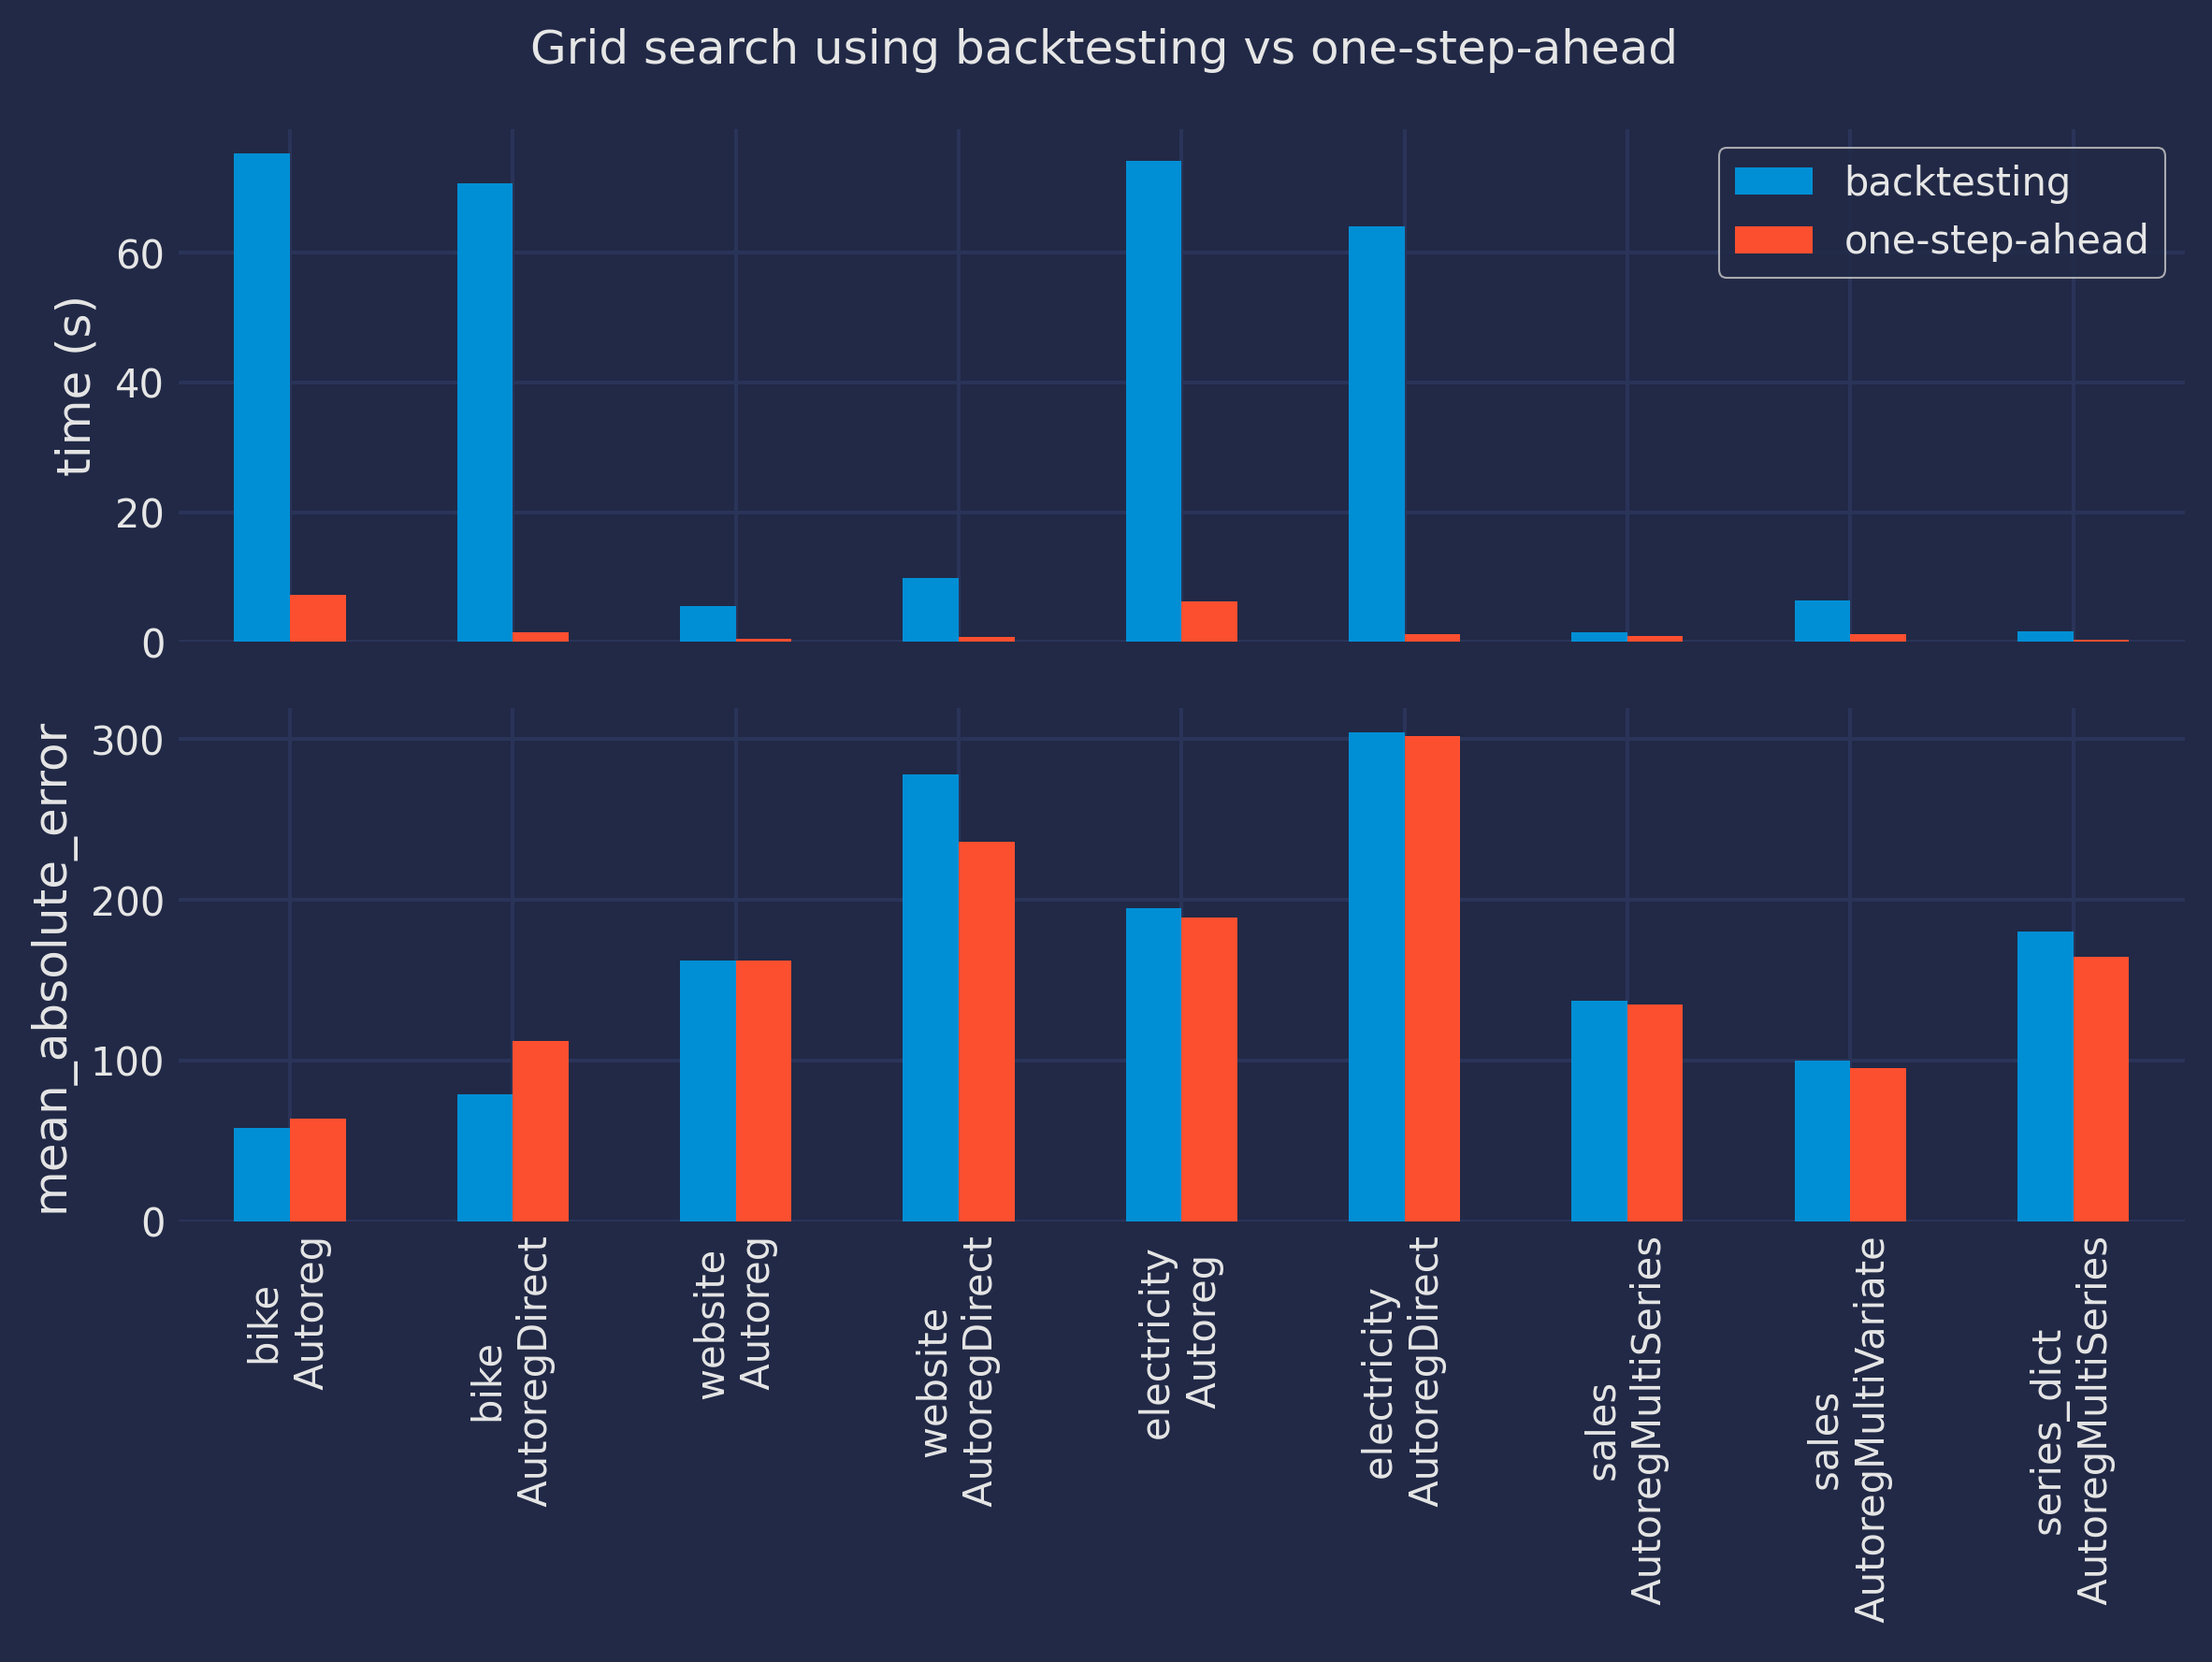 Grid search using backtesting vs one-step-ahead
backtesting
one-step-ahead
time (s)
60
40
20
0
mean_absolute_error
300
200
100
0
bike
Autoreg
bike
AutoregDirect
website
Autoreg
website
AutoregDirect
electricity
Autoreg
electricity
AutoregDirect
sales
AutoregMultiSeries
sales
AutoregMultiVariate
series_dict
AutoregMultiSeries